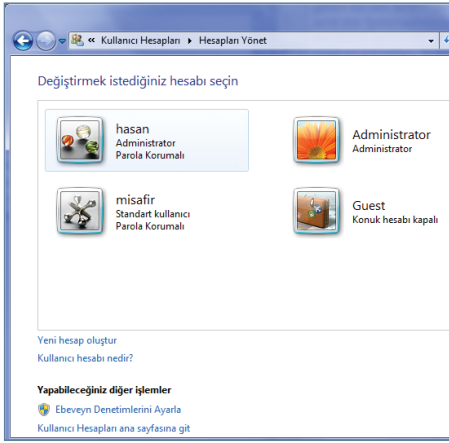 « Kullanıcı Hesapları ▸ Hesapları Yönet
Değiştirmek istediğiniz hesabı seçin
hasan
Administrator
Parola Korumalı
Administrator
Administrator
misafir
Standart kullanıcı
Parola Korumalı
Guest
Konuk hesabı kapalı
Yeni hesap oluştur
Kullanıcı hesabı nedir?
Yapabileceğiniz diğer işlemler
Ebeveyn Denetimlerini Ayarla
Kullanıcı Hesapları ana sayfasına git